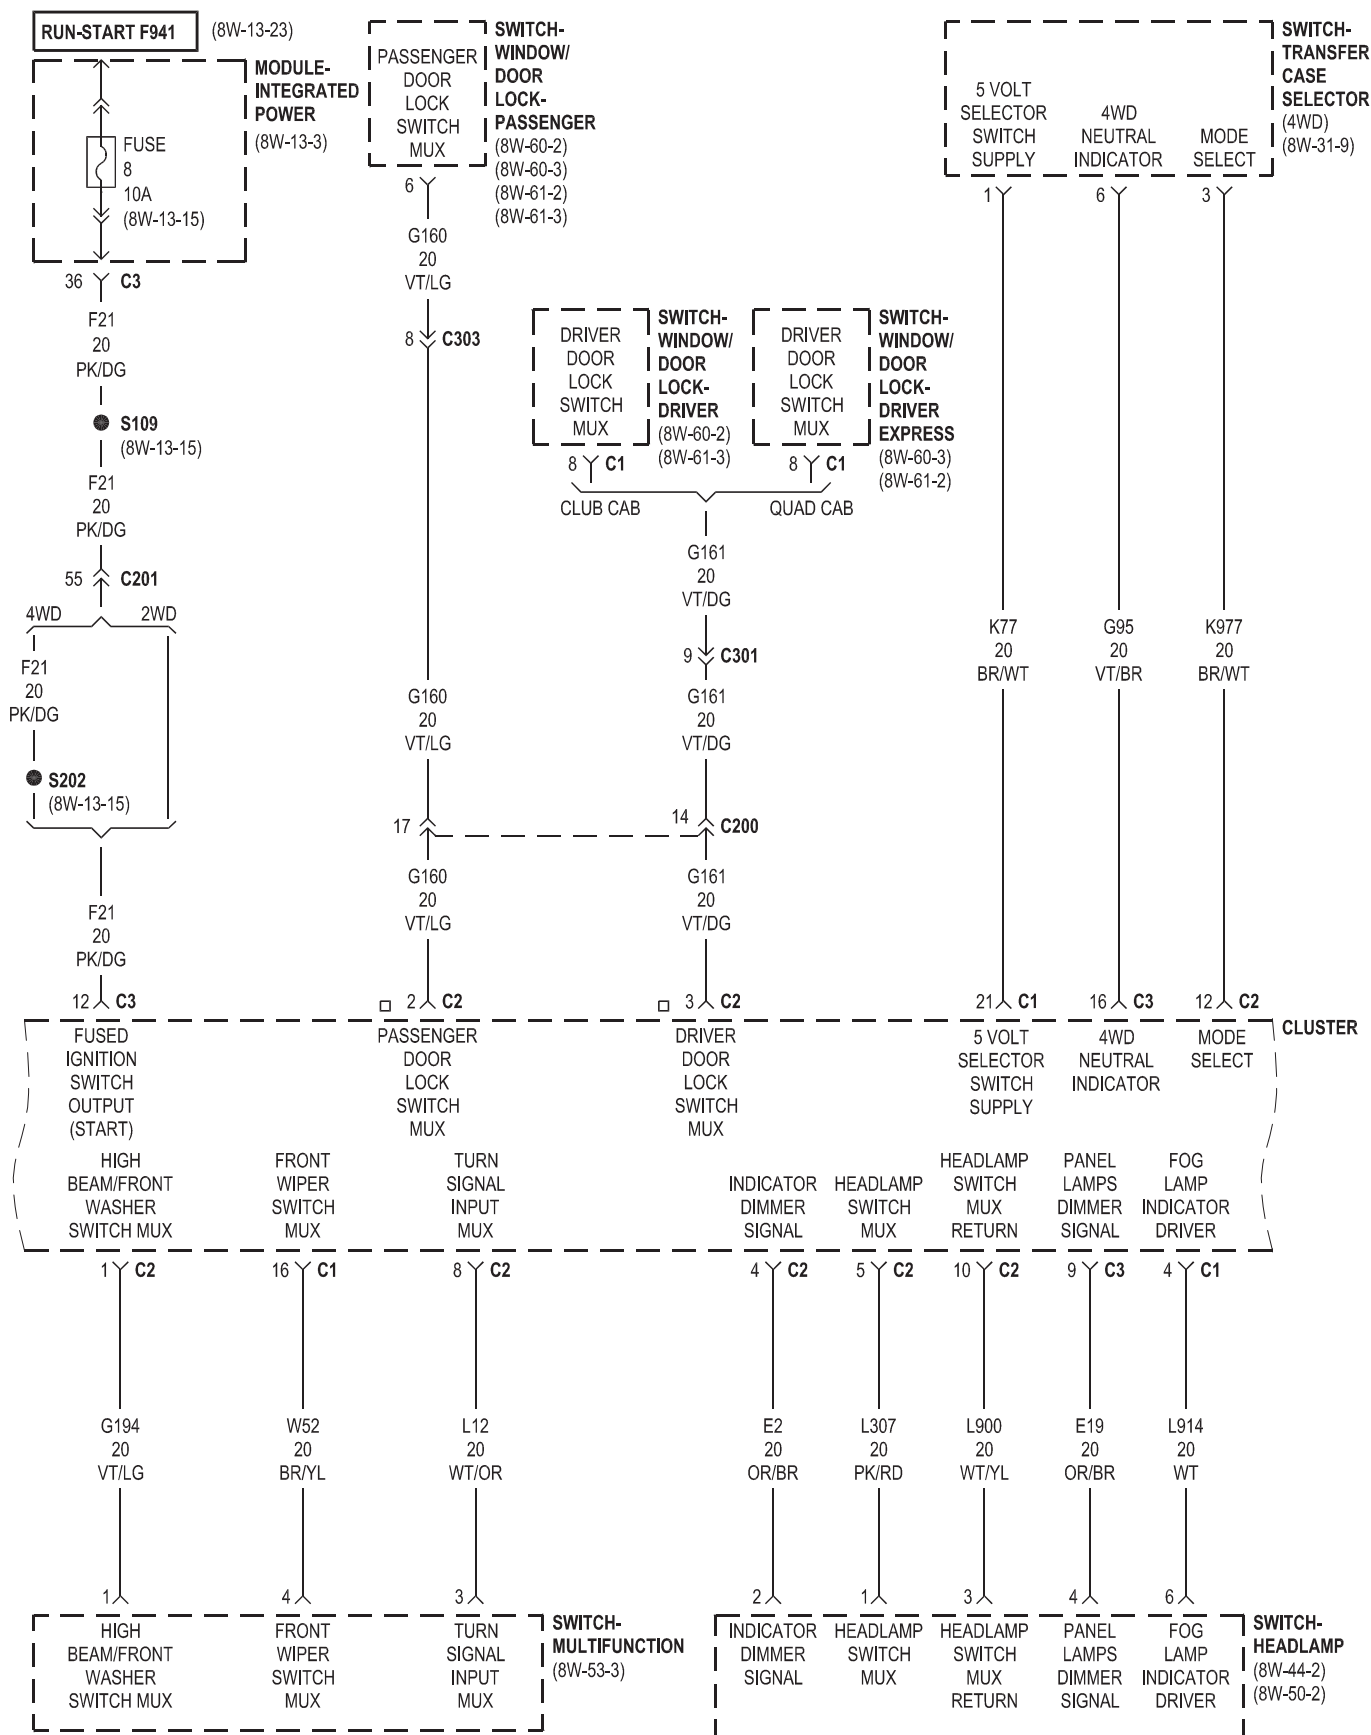 RUN-START F941
(8W-13-23)
MODULE-
INTEGRATED
POWER
(8W-13-3)
FUSE
8
10A
(8W-13-15)
36 C3
F21
20
PK/DG
S109
(8W-13-15)
F21
20
PK/DG
55 C201
4WD 2WD
F21
20
PK/DG
S202
(8W-13-15)
F21
20
PK/DG
12 C3
PASSENGER
DOOR
LOCK
SWITCH
MUX
SWITCH-
WINDOW/
DOOR
LOCK-
PASSENGER
(8W-60-2)
(8W-60-3)
(8W-61-2)
(8W-61-3)
6
G160
20
VT/LG
8 C303
G160
20
VT/LG
17
G160
20
VT/LG
2 C2
DRIVER
DOOR
LOCK
SWITCH
MUX
SWITCH-
WINDOW/
DOOR
LOCK-
DRIVER
(8W-60-2)
(8W-61-3)
8 C1
CLUB CAB
DRIVER
DOOR
LOCK
SWITCH
MUX
SWITCH-
WINDOW/
DOOR
LOCK-
DRIVER
EXPRESS
(8W-60-3)
(8W-61-2)
8 C1
QUAD CAB
G161
20
VT/DG
9 C301
G161
20
VT/DG
14 C200
G161
20
VT/DG
3 C2
5 VOLT
SELECTOR
SWITCH
SUPPLY
4WD
NEUTRAL
INDICATOR
MODE
SELECT
SWITCH-
TRANSFER
CASE
SELECTOR
(4WD)
(8W-31-9)
1 6 3
K77
20
BR/WT
G95
20
VT/BR
K977
20
BR/WT
21 C1
16 C3
12 C2
CLUSTER
FUSED
IGNITION
SWITCH
OUTPUT
(START)
PASSENGER
DOOR
LOCK
SWITCH
MUX
DRIVER
DOOR
LOCK
SWITCH
MUX
5 VOLT
SELECTOR
SWITCH
SUPPLY
4WD
NEUTRAL
INDICATOR
MODE
SELECT
HIGH
BEAM/FRONT
WASHER
SWITCH MUX
FRONT
WIPER
SWITCH
MUX
TURN
SIGNAL
INPUT
MUX
INDICATOR
DIMMER
SIGNAL
HEADLAMP
SWITCH
MUX
HEADLAMP
SWITCH
MUX
RETURN
PANEL
LAMPS
DIMMER
SIGNAL
FOG
LAMP
INDICATOR
DRIVER
1 C2
16 C1
8 C2
4 C2
5 C2
10 C2
9 C3
4 C1
G194
20
VT/LG
W52
20
BR/YL
L12
20
WT/OR
E2
20
OR/BR
L307
20
PK/RD
L900
20
WT/YL
E19
20
OR/BR
L914
20
WT
1 4 3 2 1 3 4 6
HIGH
BEAM/FRONT
WASHER
SWITCH MUX
FRONT
WIPER
SWITCH
MUX
TURN
SIGNAL
INPUT
MUX
SWITCH-
MULTIFUNCTION
(8W-53-3)
INDICATOR
DIMMER
SIGNAL
HEADLAMP
SWITCH
MUX
HEADLAMP
SWITCH
MUX
RETURN
PANEL
LAMPS
DIMMER
SIGNAL
FOG
LAMP
INDICATOR
DRIVER
SWITCH-
HEADLAMP
(8W-44-2)
(8W-50-2)